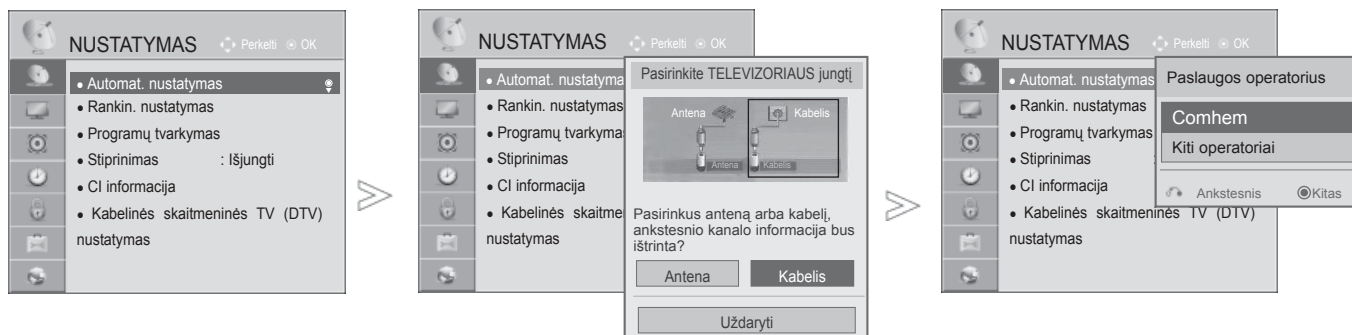 NUSTATYMAS Perkelti OK
• Automat. nustatymas
• Rankin. nustatymas
• Programų tvarkymas
• Stiprinimas : Išjungti
• CI informacija
• Kabelinės skaitmeninės TV (DTV)
nustatymas
NUSTATYMAS Perkelti OK
• Automat. nustatyma
• Rankin. nustatymas
• Programų tvarkymas
• Stiprinimas
• CI informacija
• Kabelinės skaitme
nustatymas
Pasirinkite TELEVIZORIAUS jungtį
Antena Kabelis
Antena Kabelis
Pasirinkus anteną arba kabelį,
ankstesnio kanalo informacija bus
ištrinta?
Antena Kabelis
Uždaryti
NUSTATYMAS Perkelti OK
• Automat. nustatymas
• Rankin. nustatymas
• Programų tvarkymas
• Stiprinimas :
• CI informacija
• Kabelinės skaitmeninės TV (DTV)
nustatymas
Paslaugos operatorius
Comhem
Kiti operatoriai
Ankstesnis Kitas